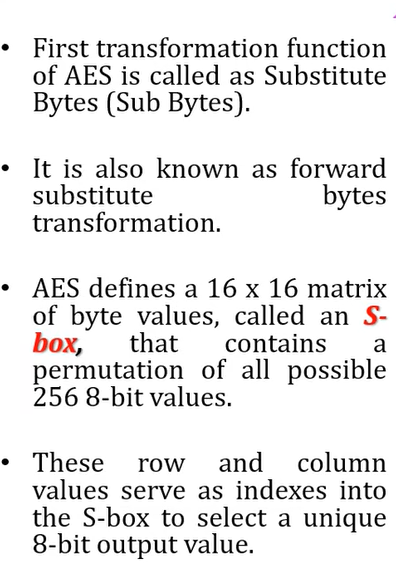 • First transformation function
of AES is called as Substitute
Bytes (Sub Bytes).
• It is also known as forward
substitute bytes
transformation.
• AES defines a 16 x 16 matrix
of byte values, called an S-
box, that contains a
permutation of all possible
256 8-bit values.
• These row and column
values serve as indexes into
the S-box to select a unique
8-bit output value.